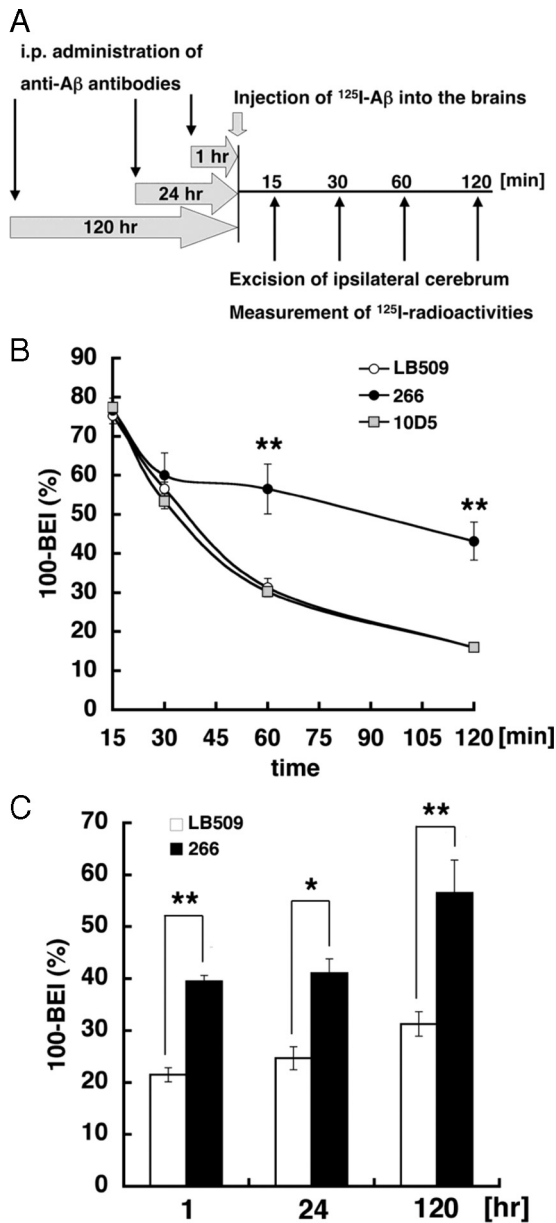 A
i.p. administration of
anti-Aβ antibodies
Injection of ¹²⁵I-Aβ into the brains
1 hr
24 hr
120 hr
15 30 60 120 [min]
Excision of ipsilateral cerebrum
Measurement of ¹²⁵I-radioactivities
B
100-BEI (%)
90
80
70
60
50
40
30
20
10
0
LB509
266
10D5
**
**
15 30 45 60 75 90 105 120 [min]
time
C
100-BEI (%)
70
60
50
40
30
20
10
0
LB509
266
**
*
**
1 24 120 [hr]